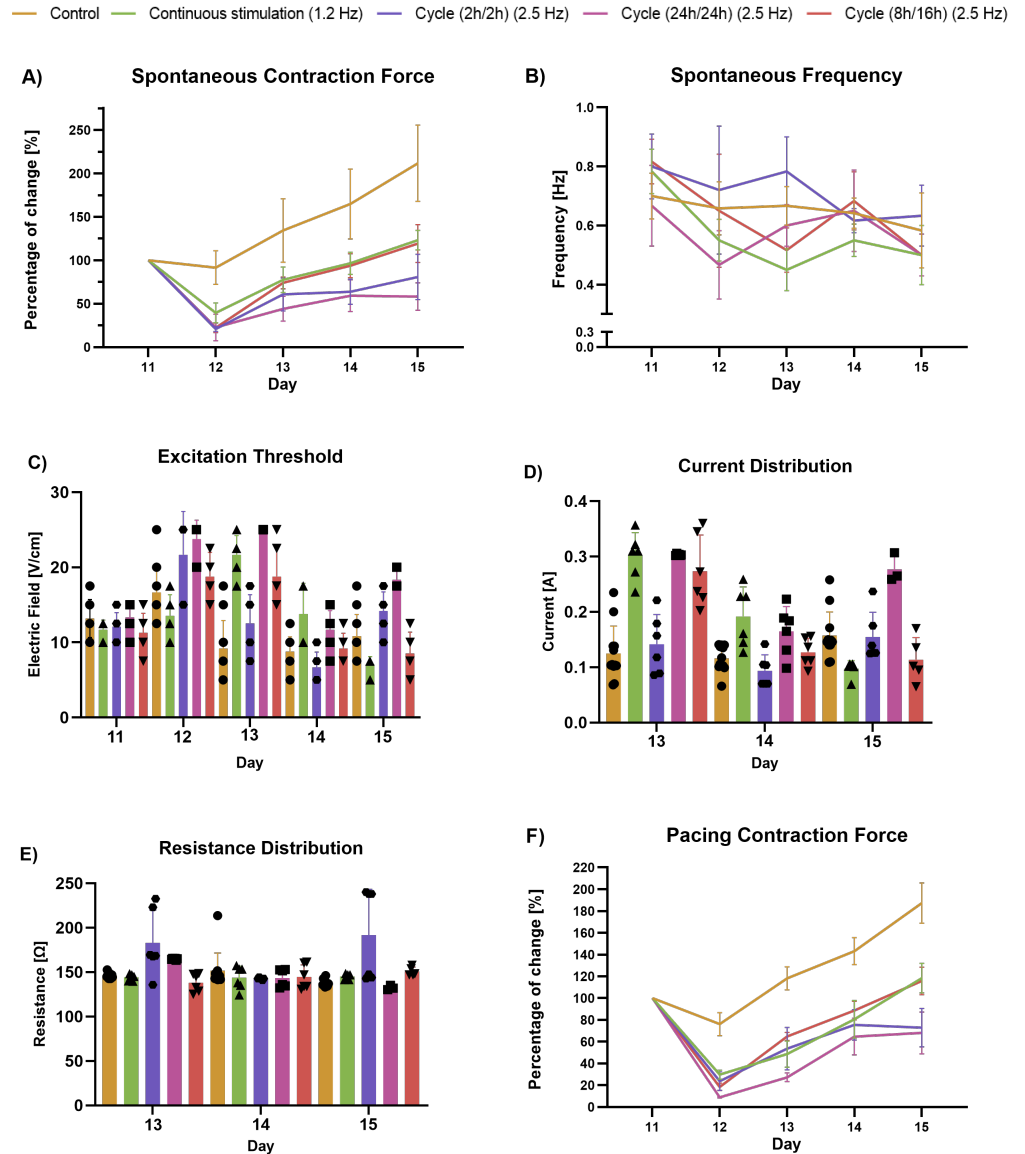 Control Continuous stimulation (1.2 Hz) Cycle (2h/2h) (2.5 Hz) Cycle (24h/24h) (2.5 Hz) Cycle (8h/16h) (2.5 Hz)
A) Spontaneous Contraction Force
Percentage of change [%]
250
200
150
100
50
0
11 12 13 14 15
Day
B) Spontaneous Frequency
Frequency [Hz]
1.0
0.8
0.6
0.4
0.3
0.0
11 12 13 14 15
Day
C) Excitation Threshold
Electric Field [V/cm]
30
20
10
0
11 12 13 14 15
Day
D) Current Distribution
Current [A]
0.4
0.3
0.2
0.1
0.0
13 14 15
Day
E) Resistance Distribution
Resistance [Ω]
250
200
150
100
50
0
13 14 15
Day
F) Pacing Contraction Force
Percentage of change [%]
220
200
180
160
140
120
100
80
60
40
20
0
11 12 13 14 15
Day